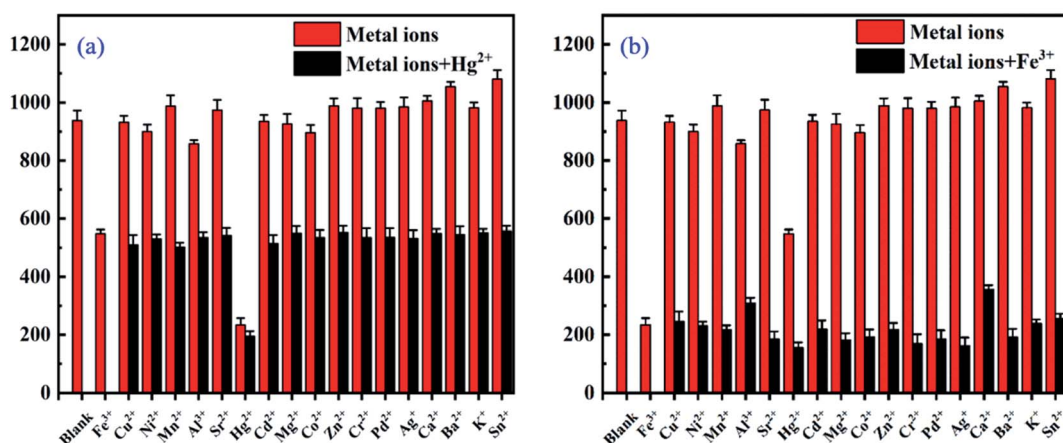 (a)
Metal ions
Metal ions+Hg²⁺
1200
1000
800
600
400
200
0
Blank
Fe³⁺
Cu²⁺
Ni²⁺
Mn²⁺
Al³⁺
Sr²⁺
Hg²⁺
Cd²⁺
Mg²⁺
Co²⁺
Zn²⁺
Cr²⁺
Pd²⁺
Ag⁺
Ca²⁺
Ba²⁺
K⁺
Sn²⁺
(b)
Metal ions
Metal ions+Fe³⁺
1200
1000
800
600
400
200
0
Blank
Fe³⁺
Cu²⁺
Ni²⁺
Mn²⁺
Al³⁺
Sr²⁺
Hg²⁺
Cd²⁺
Mg²⁺
Co²⁺
Zn²⁺
Cr²⁺
Pd²⁺
Ag⁺
Ca²⁺
Ba²⁺
K⁺
Sn²⁺